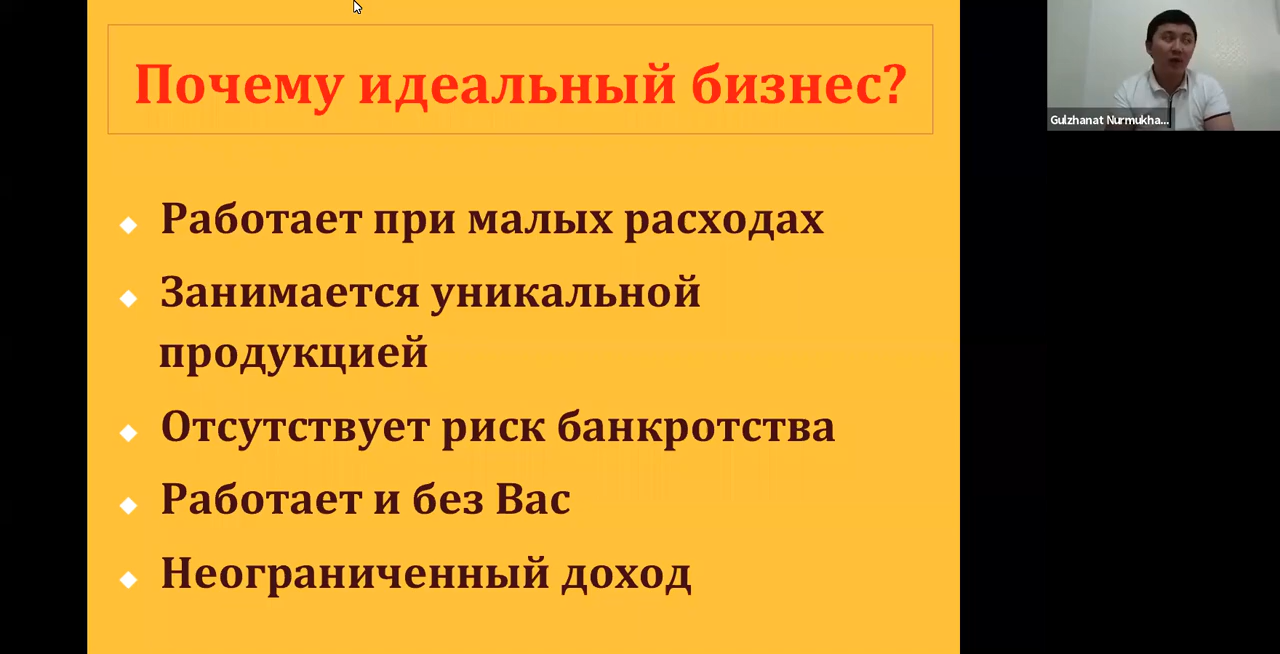 Почему идеальный бизнес?
Gulzhanat Nurmukha...
Работает при малых расходах
Занимается уникальной
продукцией
Отсутствует риск банкротства
Работает и без Вас
Неограниченный доход